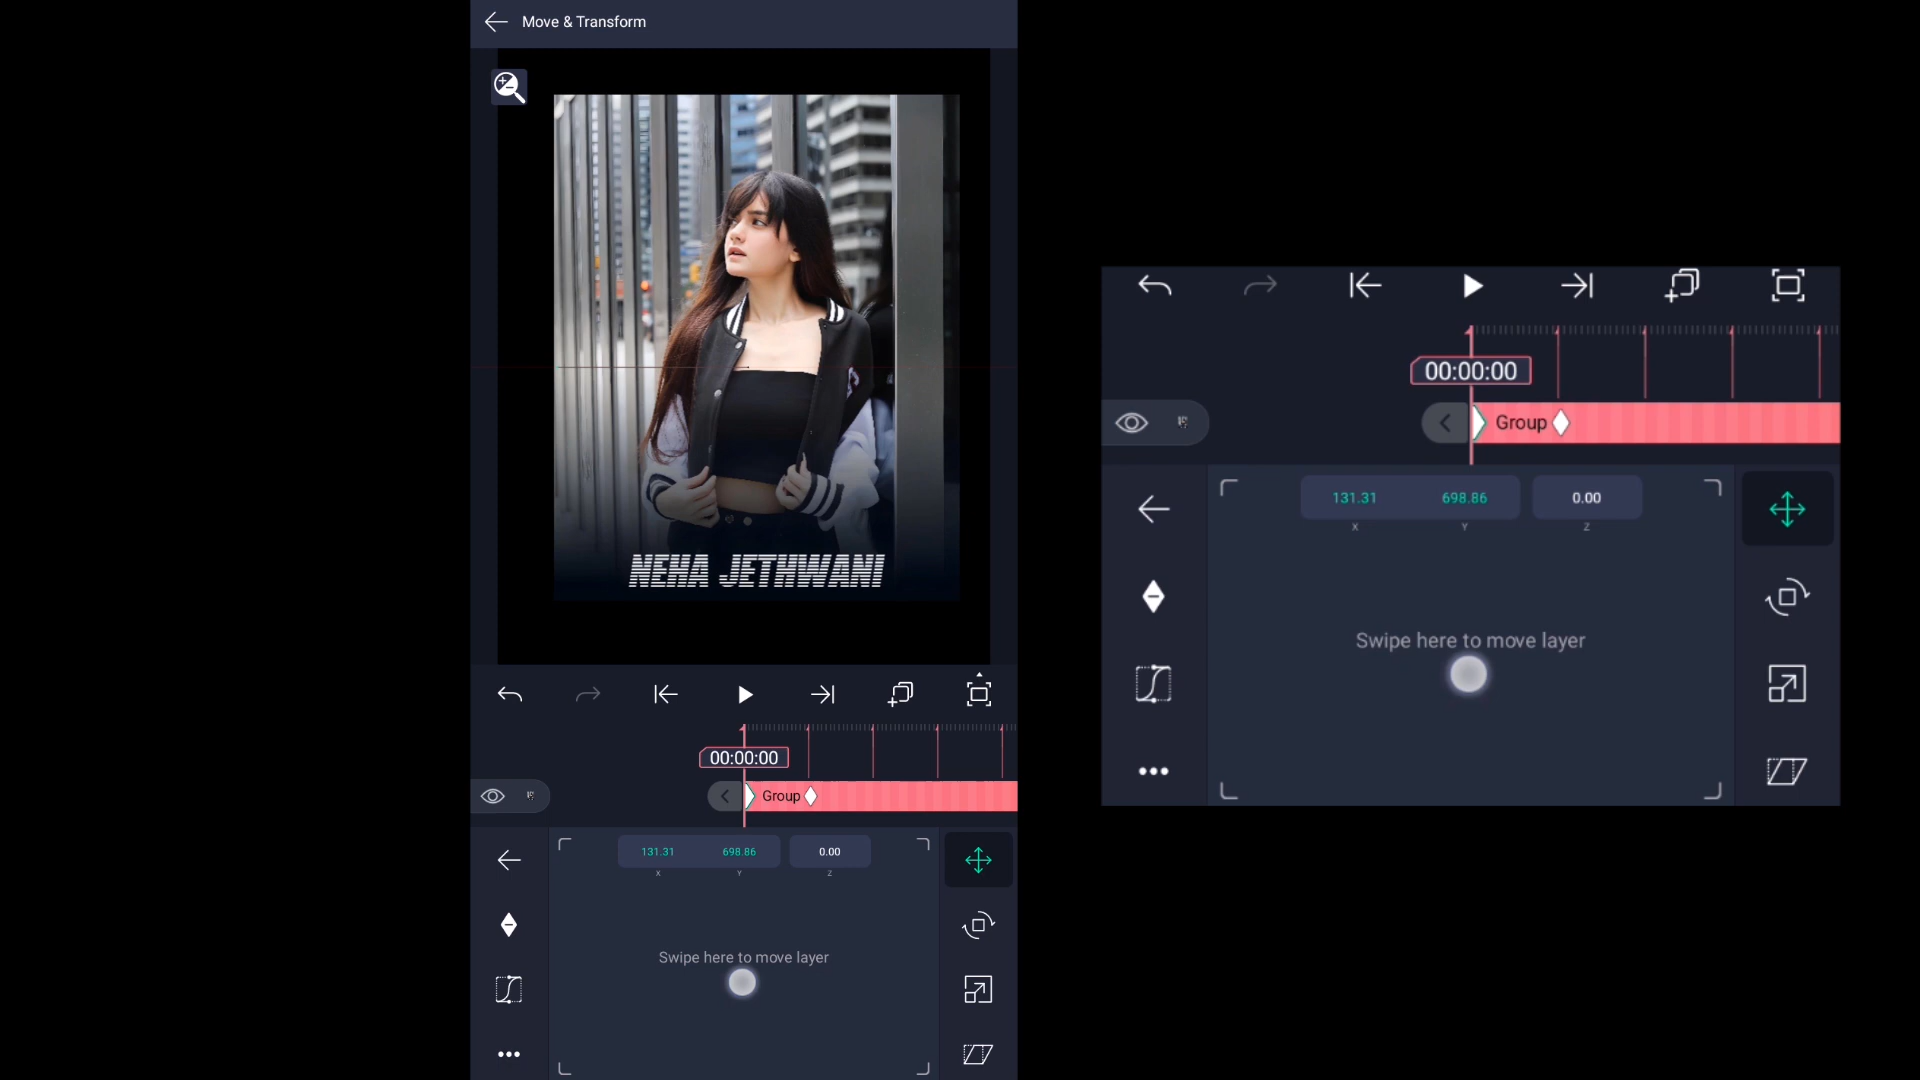 Move & Transform
NEHA JETHWANI
00:00:00
Group
131.31 698.86 0.00
X Y Z
Swipe here to move layer
00:00:00
Group
131.31 698.86 0.00
X Y Z
Swipe here to move layer